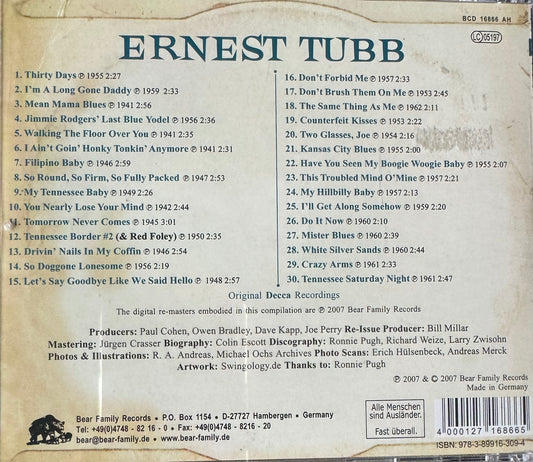 BCD 16866 AH
LC 05197
ERNEST TUBB
1. Thirty Days ℗ 1955 2:27
2. I'm A Long Gone Daddy ℗ 1959 2:33
3. Mean Mama Blues ℗ 1941 2:56
4. Jimmie Rodgers' Last Blue Yodel ℗ 1956 2:36
5. Walking The Floor Over You ℗ 1941 2:35
6. I Ain't Goin' Honky Tonkin' Anymore ℗ 1941 2:31
7. Filipino Baby ℗ 1946 2:59
8. So Round, So Firm, So Fully Packed ℗ 1947 2:53
9. My Tennessee Baby ℗ 1949 2:26
10. You Nearly Lose Your Mind ℗ 1942 2:44
11. Tomorrow Never Comes ℗ 1945 3:01
12. Tennessee Border #2 (& Red Foley) ℗ 1950 2:35
13. Drivin' Nails In My Coffin ℗ 1946 2:54
14. So Doggone Lonesome ℗ 1956 2:19
15. Let's Say Goodbye Like We Said Hello ℗ 1948 2:57
16. Don't Forbid Me ℗ 1957 2:33
17. Don't Brush Them On Me ℗ 1953 2:45
18. The Same Thing As Me ℗ 1962 2:11
19. Counterfeit Kisses ℗ 1953 2:22
20. Two Glasses, Joe ℗ 1954 2:16
21. Kansas City Blues ℗ 1955 2:00
22. Have You Seen My Boogie Woogie Baby ℗ 1955 2:07
23. This Troubled Mind O'Mine ℗ 1957 2:21
24. My Hillbilly Baby ℗ 1957 2:13
25. I'll Get Along Somehow ℗ 1959 2:20
26. Do It Now ℗ 1960 2:10
27. Mister Blues ℗ 1960 2:39
28. White Silver Sands ℗ 1960 2:44
29. Crazy Arms ℗ 1961 2:33
30. Tennessee Saturday Night ℗ 1961 2:47
Original Decca Recordings
The digital re-masters embodied in this compilation are ℗ 2007 Bear Family Records
Producers: Paul Cohen, Owen Bradley, Dave Kapp, Joe Perry Re-Issue Producer: Bill Millar
Mastering: Jürgen Crasser Biography: Colin Escott Discography: Ronnie Pugh, Richard Weize, Larry Zwisohn
Photos & Illustrations: R. A. Andreas, Michael Ochs Archives Photo Scans: Erich Hülsenbeck, Andreas Merck
Artwork: Swingology.de Thanks to: Ronnie Pugh
℗ 2007 & © 2007 Bear Family Records
Made in Germany
Bear Family Records • P.O. Box 1154 • D-27727 Hambergen • Germany
Tel: +49(0)4748 - 82 16 - 0 • Fax: +49(0)4748 - 8216 - 20
bear@bear-family.de • www.bear-family.de
Alle Menschen
sind Ausländer.
Fast überall.
4 000127 168665
ISBN: 978-3-89916-309-4